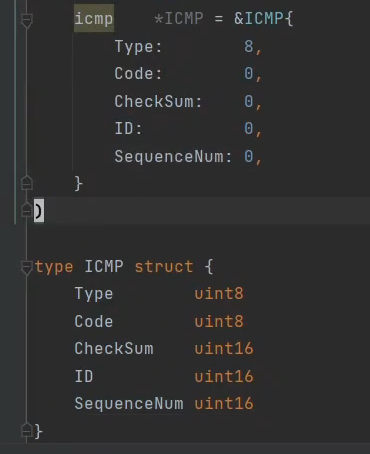 icmp    *ICMP = &ICMP{
    Type:        8,
    Code:        0,
    CheckSum:    0,
    ID:          0,
    SequenceNum: 0,
}
)
type ICMP struct {
    Type        uint8
    Code        uint8
    CheckSum    uint16
    ID          uint16
    SequenceNum uint16
}